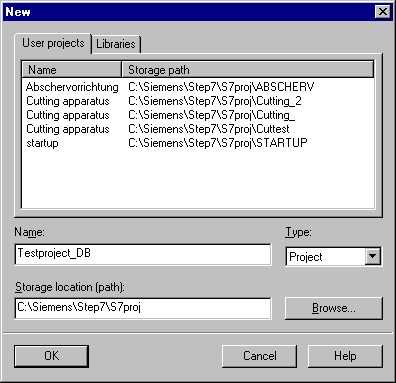 New
User projects Libraries
Name Storage path
Abschervorrichtung C:\Siemens\Step7\S7proj\ABSCHERV
Cutting apparatus C:\Siemens\Step7\S7proj\Cutting_2
Cutting apparatus C:\Siemens\Step7\S7proj\Cutting_
Cutting apparatus C:\Siemens\Step7\S7proj\Cuttest
startup C:\Siemens\Step7\S7proj\STARTUP
Name: Type:
Testproject_DB Project
Storage location (path):
C:\Siemens\Step7\S7proj Browse...
OK Cancel Help